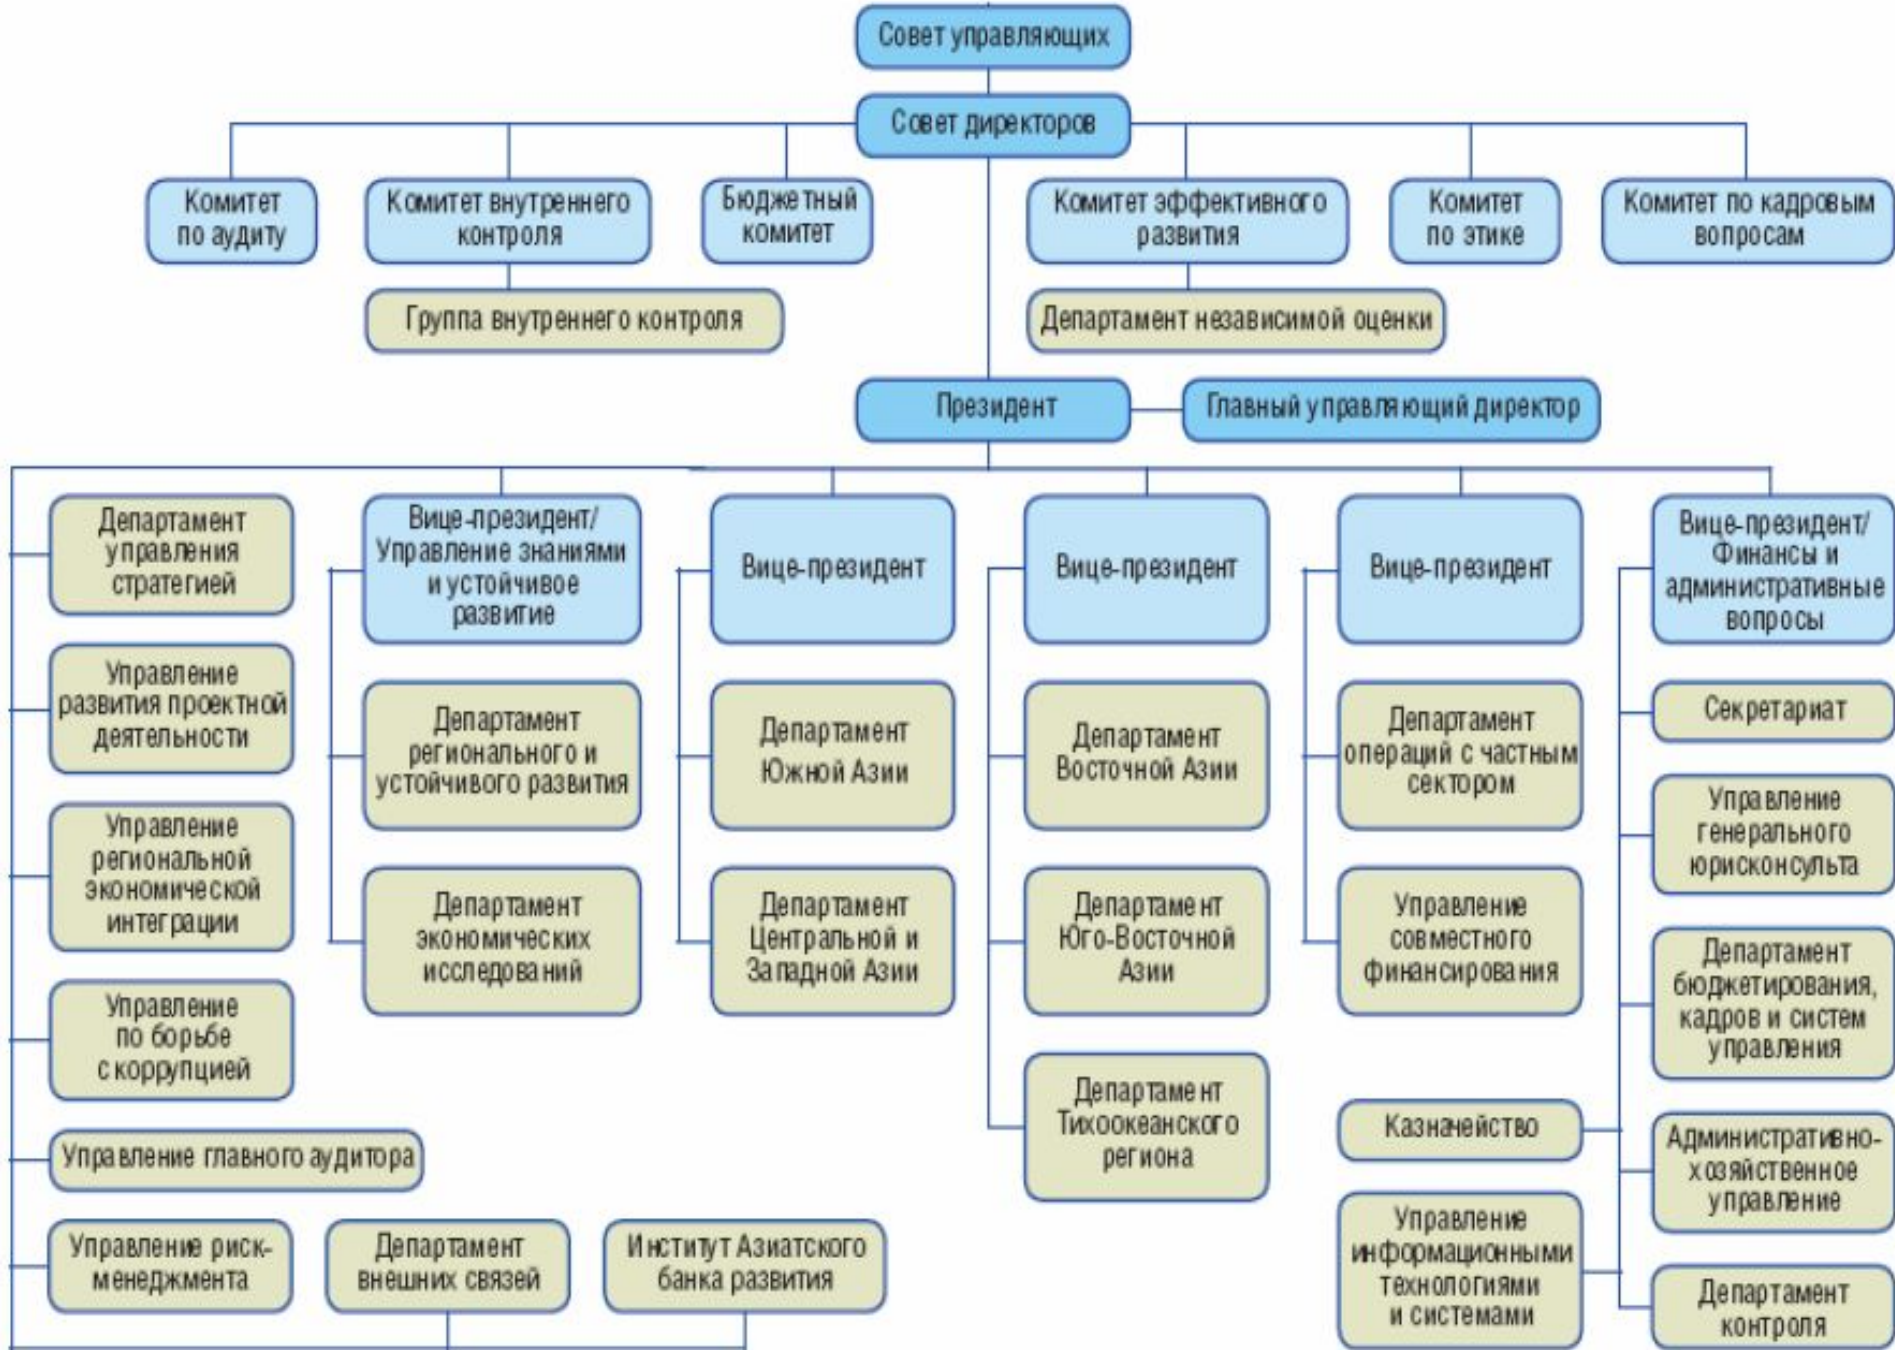 Совет управляющих
Совет директоров
Комитет
по аудиту
Комитет внутреннего
контроля
Бюджетный
комитет
Комитет эффективного
развития
Комитет
по этике
Комитет по кадровым
вопросам
Группа внутреннего контроля
Департамент независимой оценки
Президент
Главный управляющий директор
Департамент
управления
стратегией
Управление
развития проектной
деятельности
Управление
региональной
экономической
интеграции
Управление
по борьбе
с коррупцией
Управление главного аудитора
Управление риск-
менеджмента
Департамент
внешних связей
Институт Азиатского
банка развития
Вице-президент/
Управление знаниями
и устойчивое
развитие
Департамент
регионального и
устойчивого развития
Департамент
экономических
исследований
Вице-президент
Департамент
Южной Азии
Департамент
Центральной и
Западной Азии
Вице-президент
Департамент
Восточной Азии
Департамент
Юго-Восточной
Азии
Департамент
Тихоокеанского
региона
Вице-президент
Департамент
операций с частным
сектором
Управление
совместного
финансирования
Вице-президент/
Финансы и
административные
вопросы
Секретариат
Управление
генерального
юрисконсульта
Департамент
бюджетирования,
кадров и систем
управления
Казначейство
Административно-
хозяйственное
управление
Управление
информационными
технологиями
и системами
Департамент
контроля